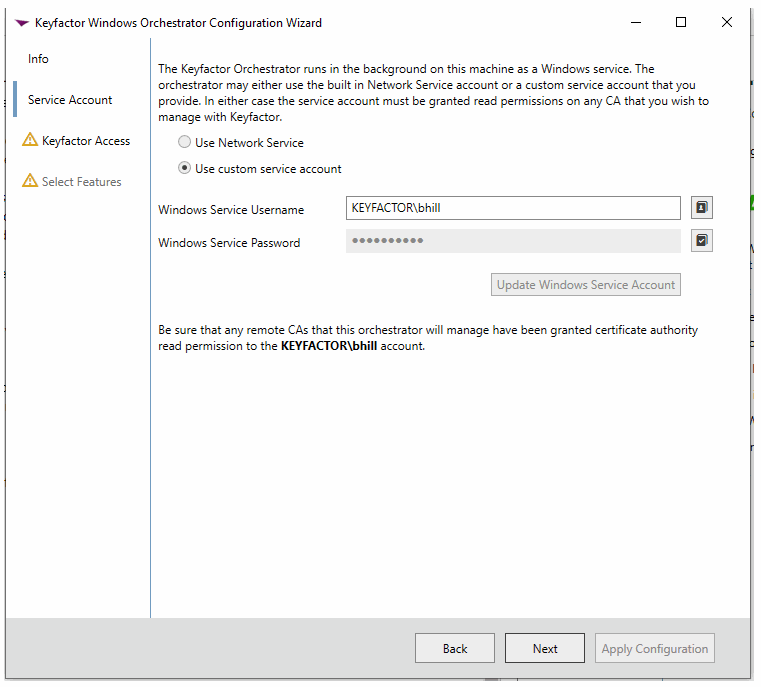 Keyfactor Windows Orchestrator Configuration Wizard
Info
Service Account
Keyfactor Access
Select Features
The Keyfactor Orchestrator runs in the background on this machine as a Windows service. The
orchestrator may either use the built in Network Service account or a custom service account that you
provide. In either case the service account must be granted read permissions on any CA that you wish to
manage with Keyfactor.
Use Network Service
Use custom service account
Windows Service Username
KEYFACTOR\bhill
Windows Service Password
••••••••••
Update Windows Service Account
Be sure that any remote CAs that this orchestrator will manage have been granted certificate authority
read permission to the KEYFACTOR\bhill account.
Back
Next
Apply Configuration